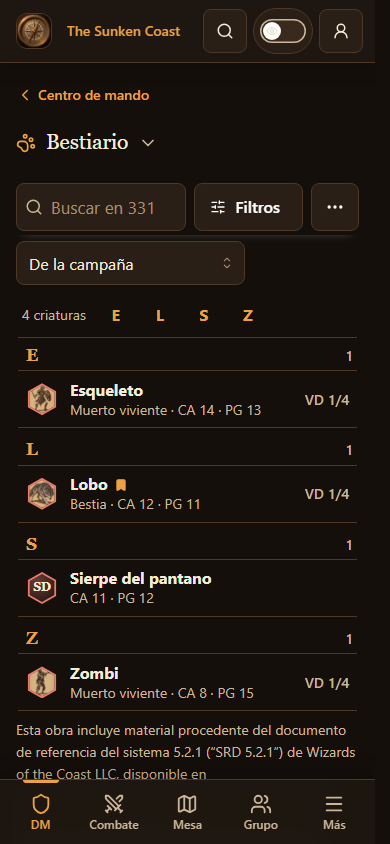 The Sunken Coast
Centro de mando
Bestiario
Buscar en 331
Filtros
De la campaña
4 criaturas E L S Z
E 1
Esqueleto
Muerto viviente · CA 14 · PG 13
VD 1/4
L 1
Lobo
Bestia · CA 12 · PG 11
VD 1/4
S 1
SD
Sierpe del pantano
CA 11 · PG 12
Z 1
Zombi
Muerto viviente · CA 8 · PG 15
VD 1/4
Esta obra incluye material procedente del documento
de referencia del sistema 5.2.1 (“SRD 5.2.1”) de Wizards
of the Coast LLC, disponible en
DM Combate Mesa Grupo Más